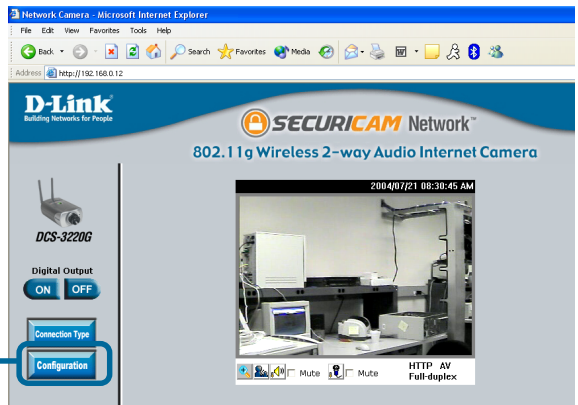 Network Camera - Microsoft Internet Explorer
File Edit View Favorites Tools Help
Back Search Favorites Media
Address http://192.168.0.12
D-Link
Building Networks for People
SECURICAM Network™
802.11g Wireless 2-way Audio Internet Camera
2004/07/21 08:30:45 AM
DCS-3220G
Digital Output
ON OFF
Connection Type
Configuration
Mute Mute
HTTP AV
Full-duplex